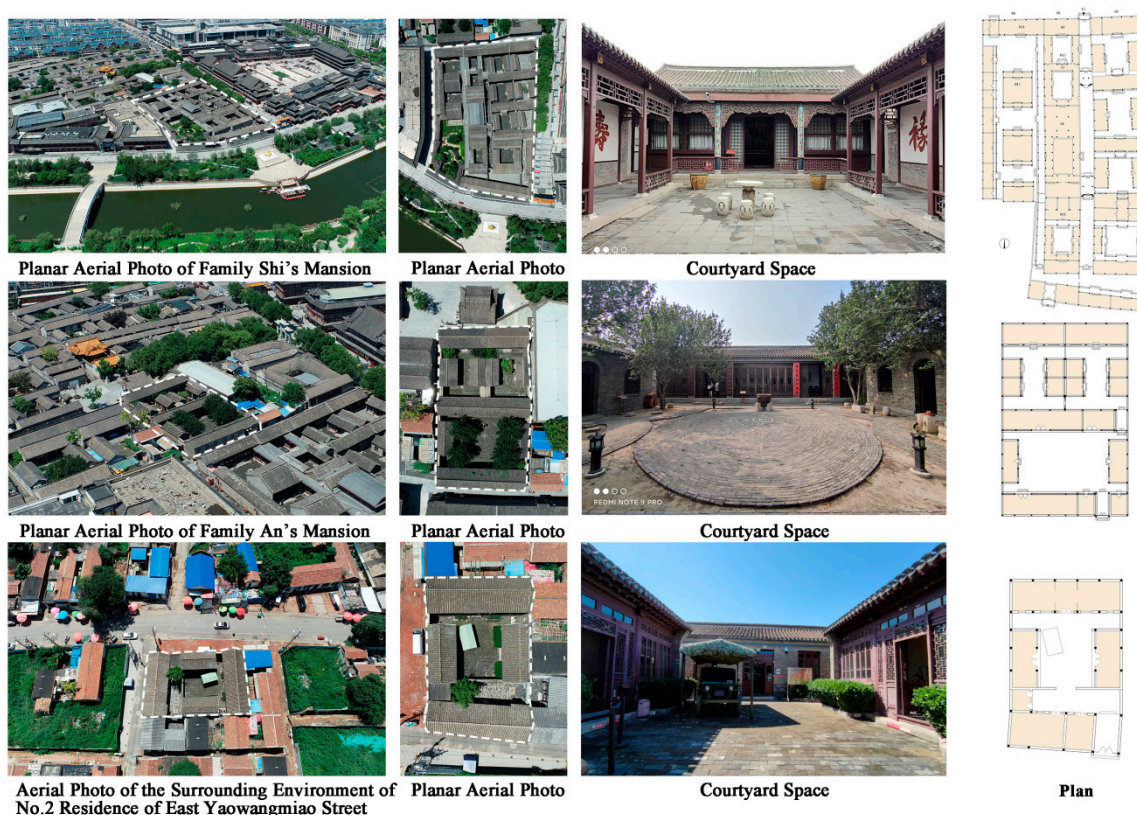 壽
祿
Planar Aerial Photo of Family Shi's Mansion
Planar Aerial Photo
Courtyard Space
REDMI NOTE 9 PRO
Planar Aerial Photo of Family An's Mansion
Planar Aerial Photo
Courtyard Space
Aerial Photo of the Surrounding Environment of
No.2 Residence of East Yaowangmiao Street
Planar Aerial Photo
Courtyard Space
Plan